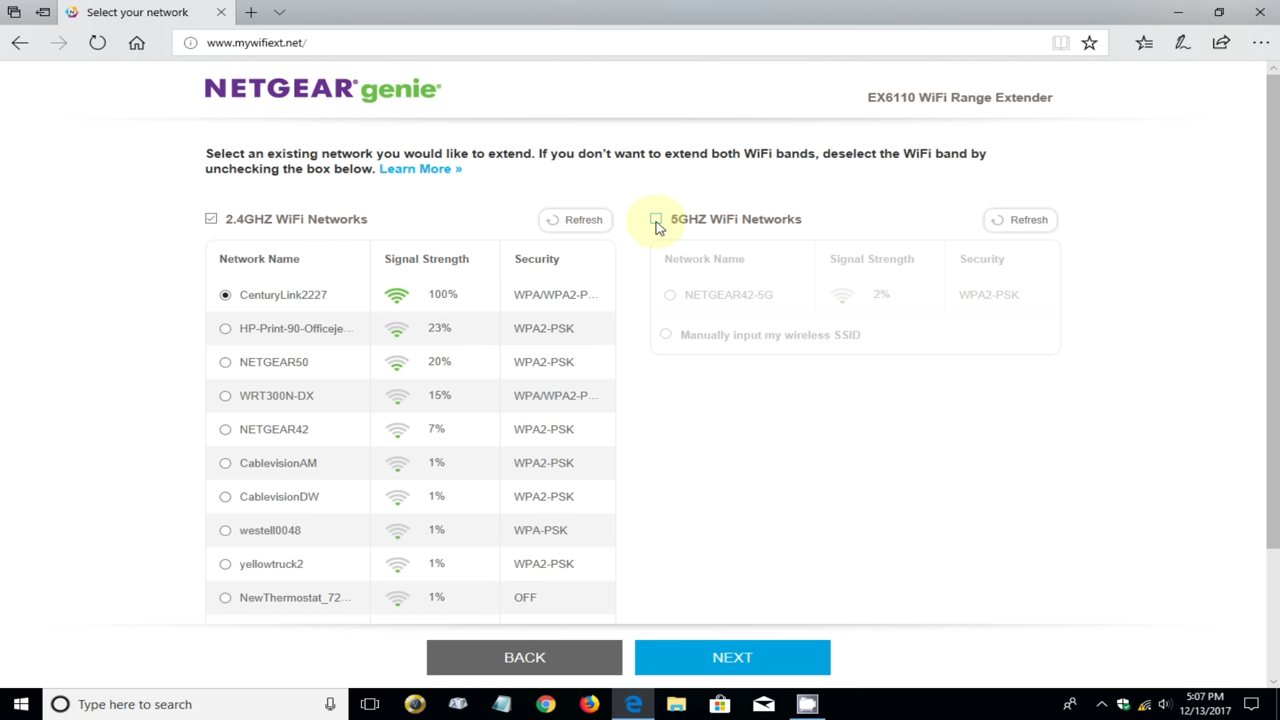 Select your network
www.mywifiext.net/
NETGEAR® genie®
EX6110 WiFi Range Extender
Select an existing network you would like to extend. If you don't want to extend both WiFi bands, deselect the WiFi band by
unchecking the box below. Learn More »
2.4GHZ WiFi Networks
Refresh
Network Name Signal Strength Security
CenturyLink2227 100% WPA/WPA2-P...
HP-Print-90-Officeje... 23% WPA2-PSK
NETGEAR50 20% WPA2-PSK
WRT300N-DX 15% WPA/WPA2-P...
NETGEAR42 7% WPA2-PSK
CablevisionAM 1% WPA2-PSK
CablevisionDW 1% WPA2-PSK
westell0048 1% WPA-PSK
yellowtruck2 1% WPA2-PSK
NewThermostat_72... 1% OFF
5GHZ WiFi Networks
Refresh
Network Name Signal Strength Security
NETGEAR42-5G 2% WPA2-PSK
Manually input my wireless SSID
BACK
NEXT
Type here to search
5:07 PM
12/13/2017